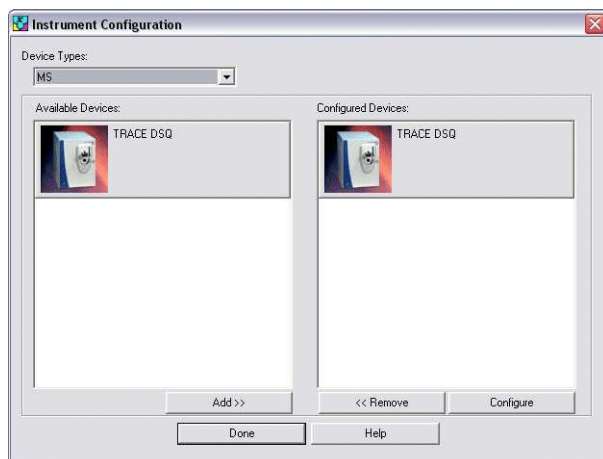 Instrument Configuration
Device Types:
MS
Available Devices:
Configured Devices:
TRACE DSQ
TRACE DSQ
Add >>
<< Remove
Configure
Done
Help